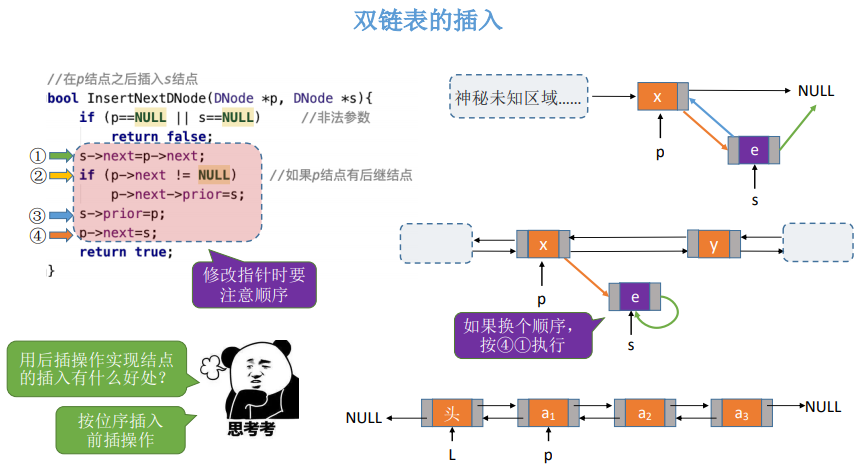 双链表的插入
//在p结点之后插入s结点
bool InsertNextDNode(DNode *p, DNode *s){
if (p==NULL || s==NULL) //非法参数
return false;
① s->next=p->next;
② if (p->next != NULL) //如果p结点有后继结点
p->next->prior=s;
③ s->prior=p;
④ p->next=s;
return true;
}
修改指针时要
注意顺序
用后插操作实现结点
的插入有什么好处?
按位序插入
前插操作
思考考
神秘未知区域……
x
NULL
p
e
s
x
y
p
e
s
如果换个顺序，
按④①执行
NULL
头
a1
a2
a3
NULL
L
p